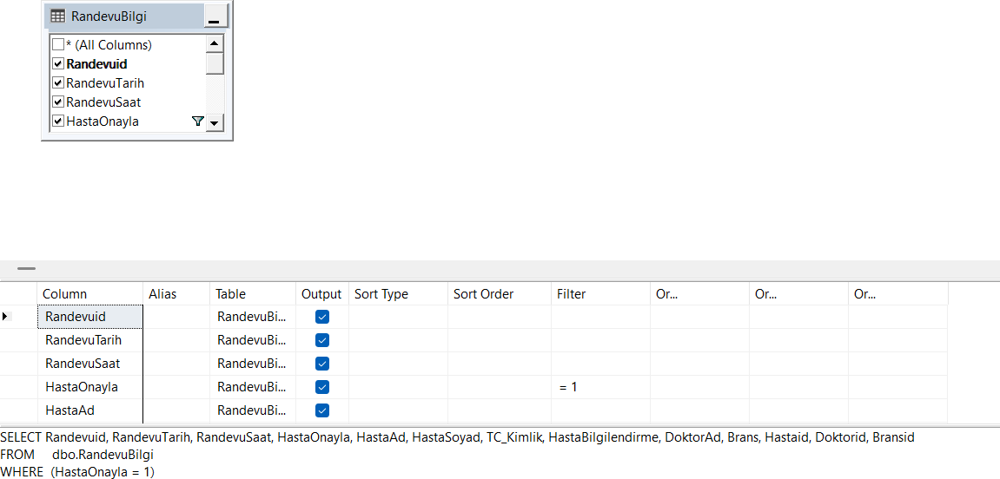 RandevuBilgi
* (All Columns)
Randevuid
RandevuTarih
RandevuSaat
HastaOnayla
Column Alias Table Output Sort Type Sort Order Filter Or... Or... Or...
Randevuid RandevuBi...
RandevuTarih RandevuBi...
RandevuSaat RandevuBi...
HastaOnayla RandevuBi... = 1
HastaAd RandevuBi...
SELECT Randevuid, RandevuTarih, RandevuSaat, HastaOnayla, HastaAd, HastaSoyad, TC_Kimlik, HastaBilgilendirme, DoktorAd, Brans, Hastaid, Doktorid, Bransid
FROM dbo.RandevuBilgi
WHERE (HastaOnayla = 1)